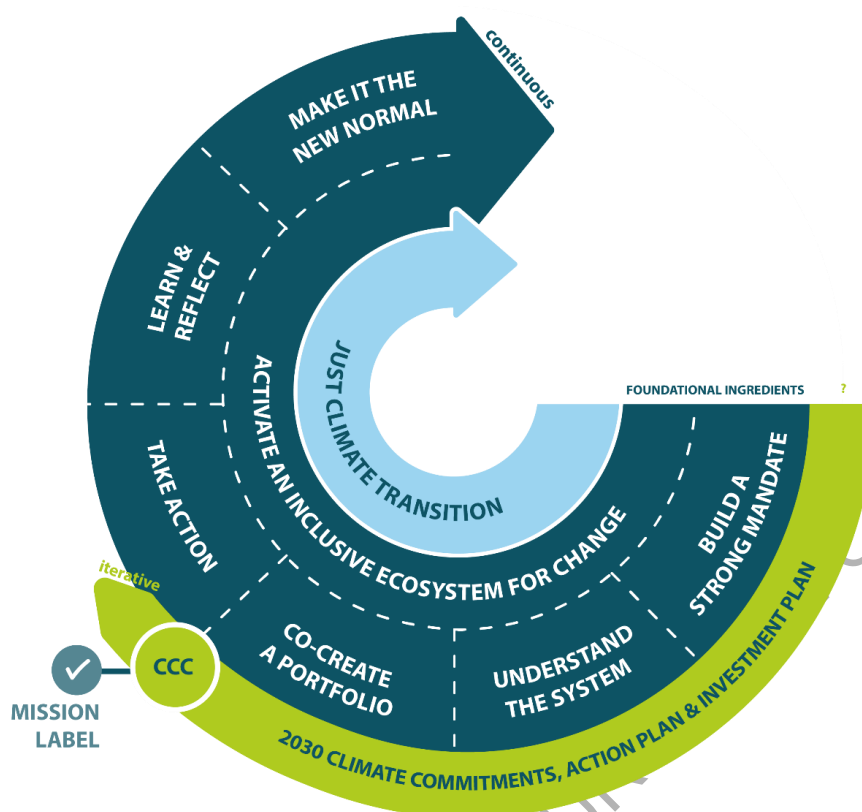 continuous
MAKE IT THE
NEW NORMAL
LEARN &
REFLECT
JUST CLIMATE TRANSITION
ACTIVATE AN INCLUSIVE ECOSYSTEM FOR CHANGE
FOUNDATIONAL INGREDIENTS
?
BUILD A
STRONG MANDATE
TAKE ACTION
iterative
CO-CREATE
A PORTFOLIO
UNDERSTAND
THE SYSTEM
CCC
MISSION
LABEL
2030 CLIMATE COMMITMENTS, ACTION PLAN & INVESTMENT PLAN